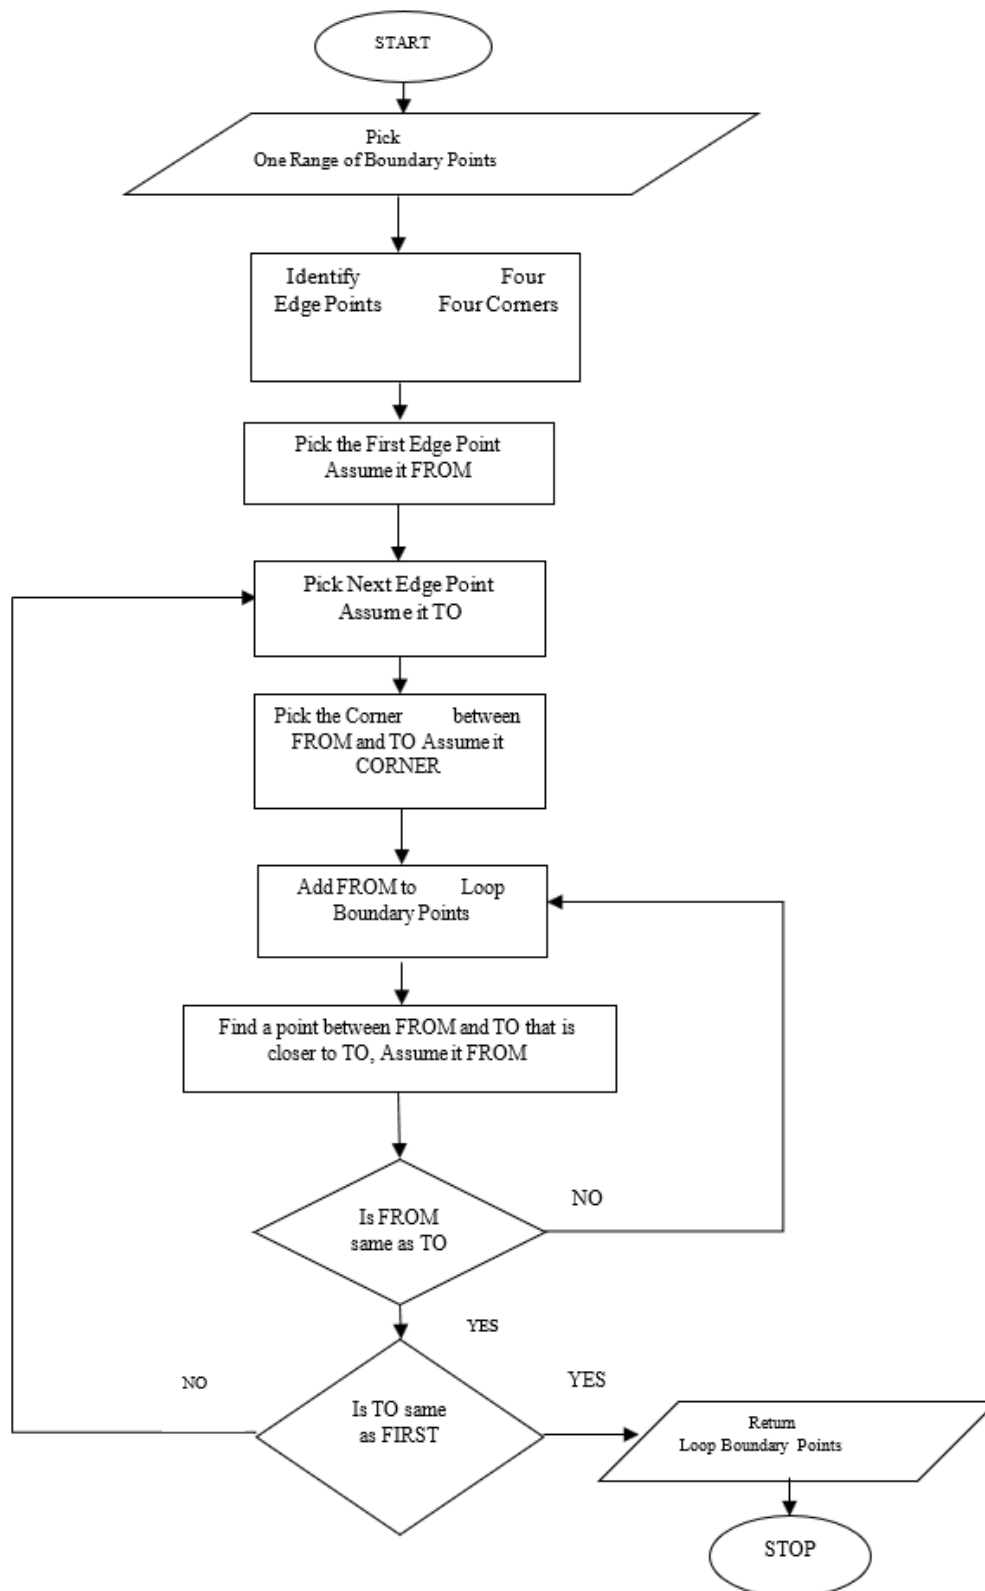 START
Pick
One Range of Boundary Points
Identify Four
Edge Points Four Corners
Pick the First Edge Point
Assume it FROM
Pick Next Edge Point
Assume it TO
Pick the Corner between
FROM and TO Assume it
CORNER
Add FROM to Loop
Boundary Points
Find a point between FROM and TO that is
closer to TO, Assume it FROM
NO
Is FROM
same as TO
YES
NO
YES
Is TO same
as FIRST
Return
Loop Boundary Points
STOP